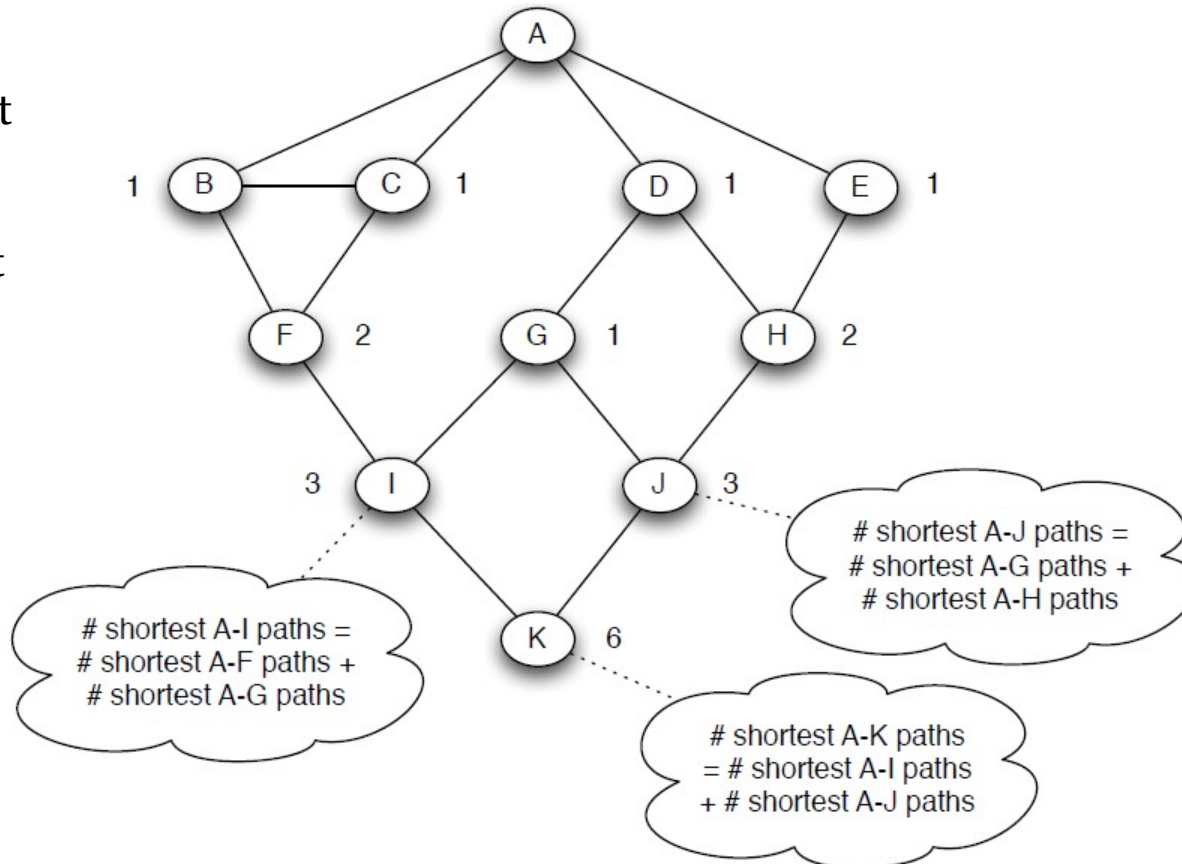 A
t
1 B C 1 D 1 E 1
t
F 2 G 1 H 2
3 I J 3
# shortest A-J paths =
# shortest A-G paths +
# shortest A-H paths
# shortest A-I paths =
# shortest A-F paths +
# shortest A-G paths
K 6
# shortest A-K paths
= # shortest A-I paths
+ # shortest A-J paths